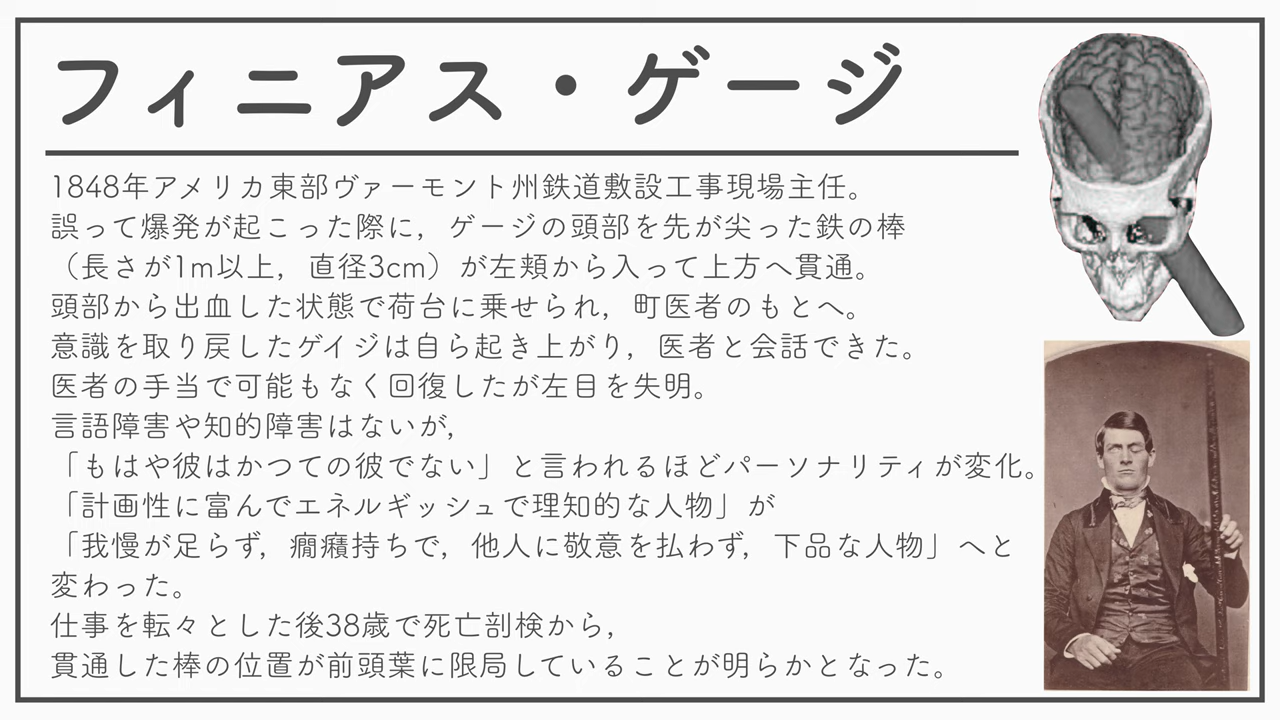 フィニアス・ゲージ
1848年アメリカ東部ヴァーモント州鉄道敷設工事現場主任。
誤って爆発が起こった際に，ゲージの頭部を先が尖った鉄の棒
（長さが1m以上，直径3cm）が左頬から入って上方へ貫通。
頭部から出血した状態で荷台に乗せられ，町医者のもとへ。
意識を取り戻したゲイジは自ら起き上がり，医者と会話できた。
医者の手当で可能もなく回復したが左目を失明。
言語障害や知的障害はないが，
「もはや彼はかつての彼でない」と言われるほどパーソナリティが変化。
「計画性に富んでエネルギッシュで理知的な人物」が
「我慢が足らず，癇癪持ちで，他人に敬意を払わず，下品な人物」へと
変わった。
仕事を転々とした後38歳で死亡剖検から，
貫通した棒の位置が前頭葉に限局していることが明らかとなった。